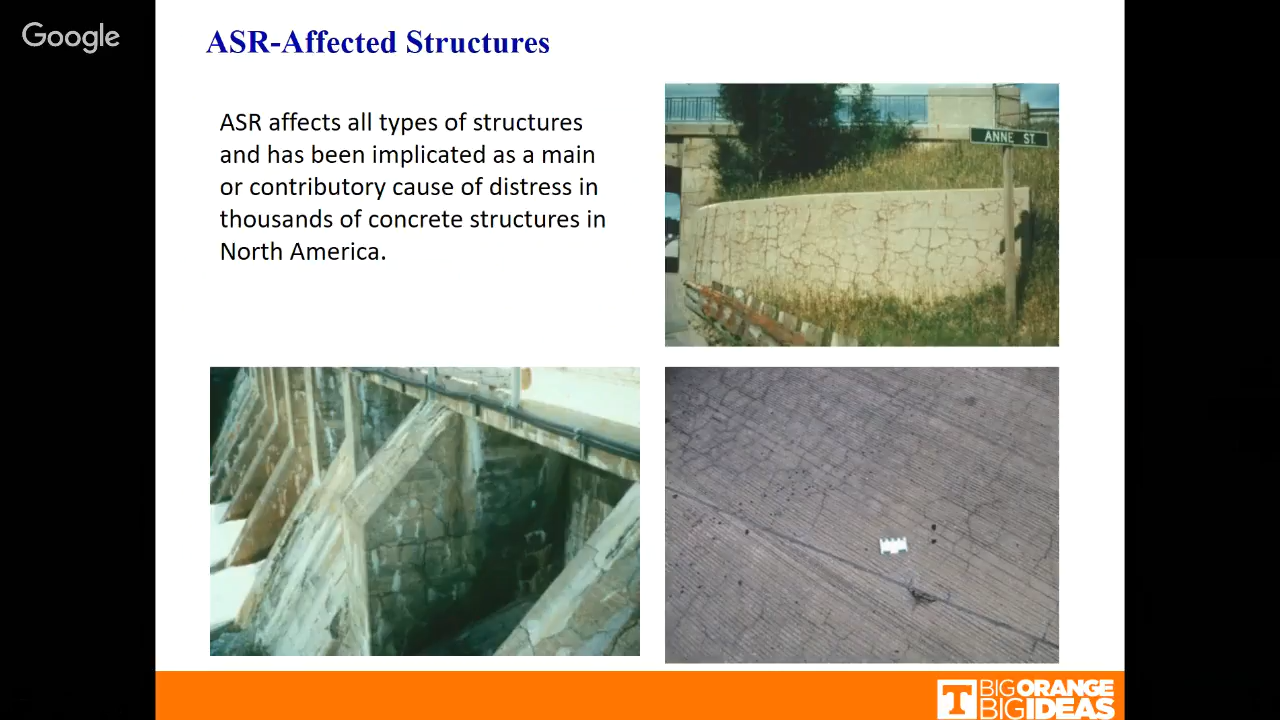 Google
ASR-Affected Structures
ASR affects all types of structures
and has been implicated as a main
or contributory cause of distress in
thousands of concrete structures in
North America.
ANNE ST.
T BIG ORANGE
BIG IDEAS